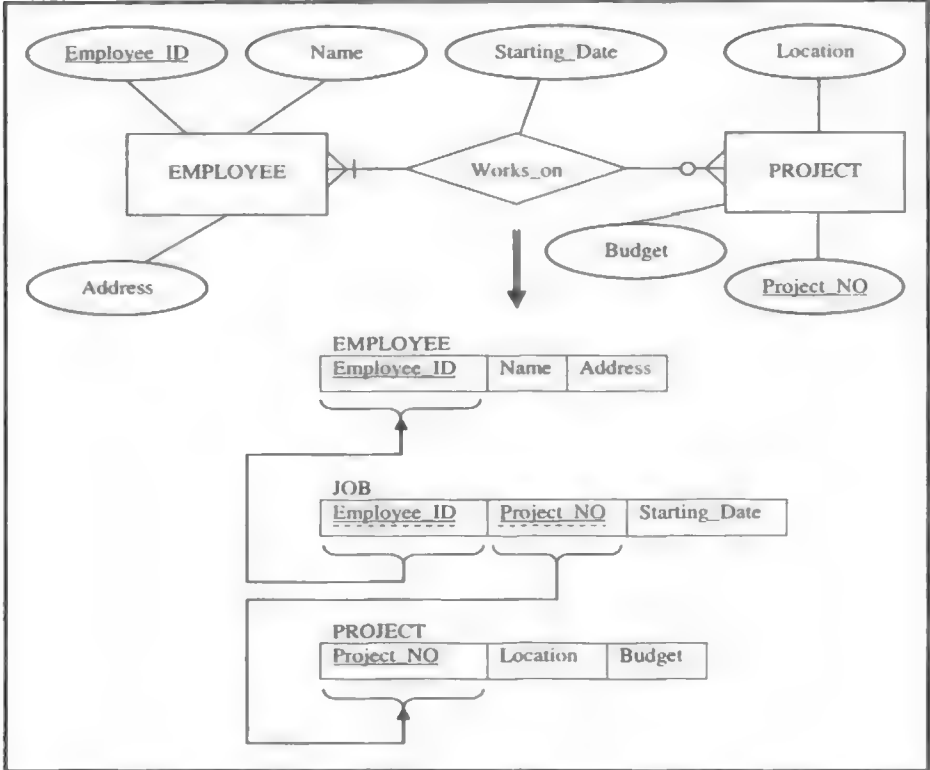 Employee_ID Name Starting_Date Location
EMPLOYEE Works_on PROJECT
Budget
Address Project_NO
EMPLOYEE
Employee_ID Name Address
JOB
Employee_ID Project_NO Starting_Date
PROJECT
Project_NO Location Budget